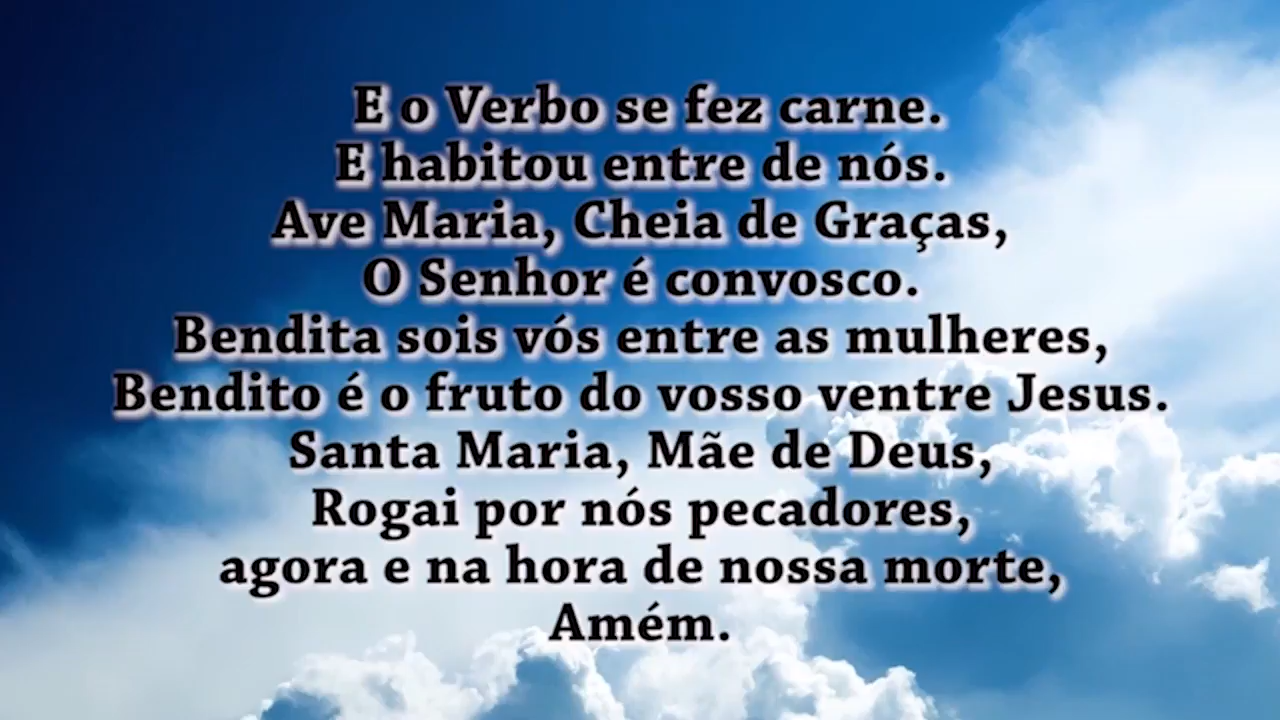 E o Verbo se fez carne.
E habitou entre de nós.
Ave Maria, Cheia de Graças,
O Senhor é convosco.
Bendita sois vós entre as mulheres,
Bendito é o fruto do vosso ventre Jesus.
Santa Maria, Mãe de Deus,
Rogai por nós pecadores,
agora e na hora de nossa morte,
Amém.